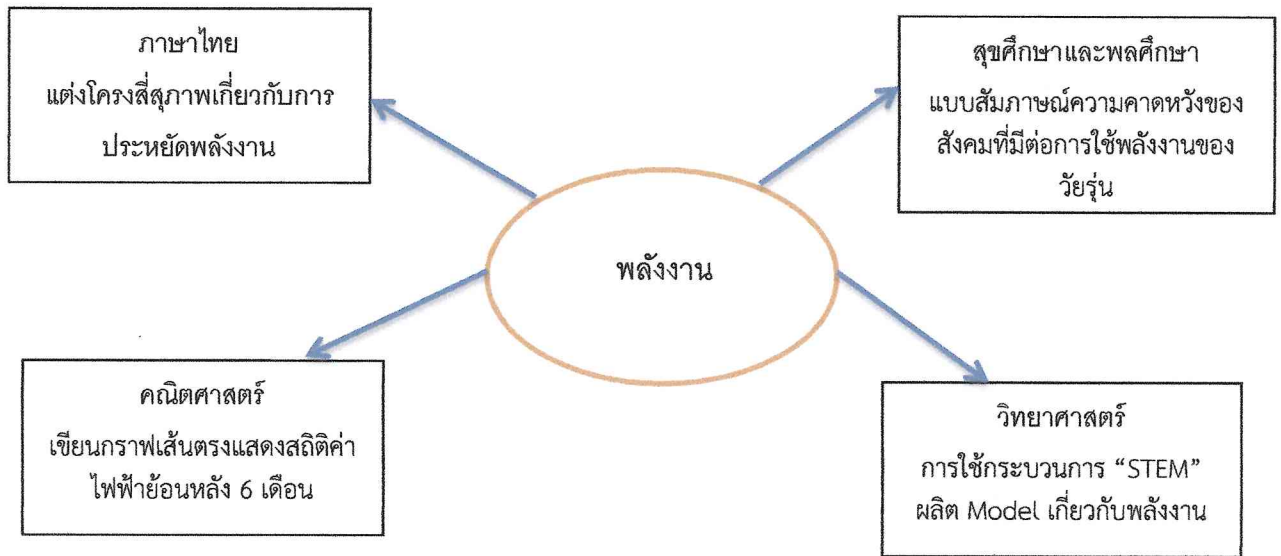 ภาษาไทย
แต่งโครงสี่สุภาพเกี่ยวกับการ
ประหยัดพลังงาน
สุขศึกษาและพลศึกษา
แบบสัมภาษณ์ความคาดหวังของ
สังคมที่มีต่อการใช้พลังงานของ
วัยรุ่น
พลังงาน
คณิตศาสตร์
เขียนกราฟเส้นตรงแสดงสถิติค่า
ไฟฟ้าย้อนหลัง 6 เดือน
วิทยาศาสตร์
การใช้กระบวนการ “STEM”
ผลิต Model เกี่ยวกับพลังงาน